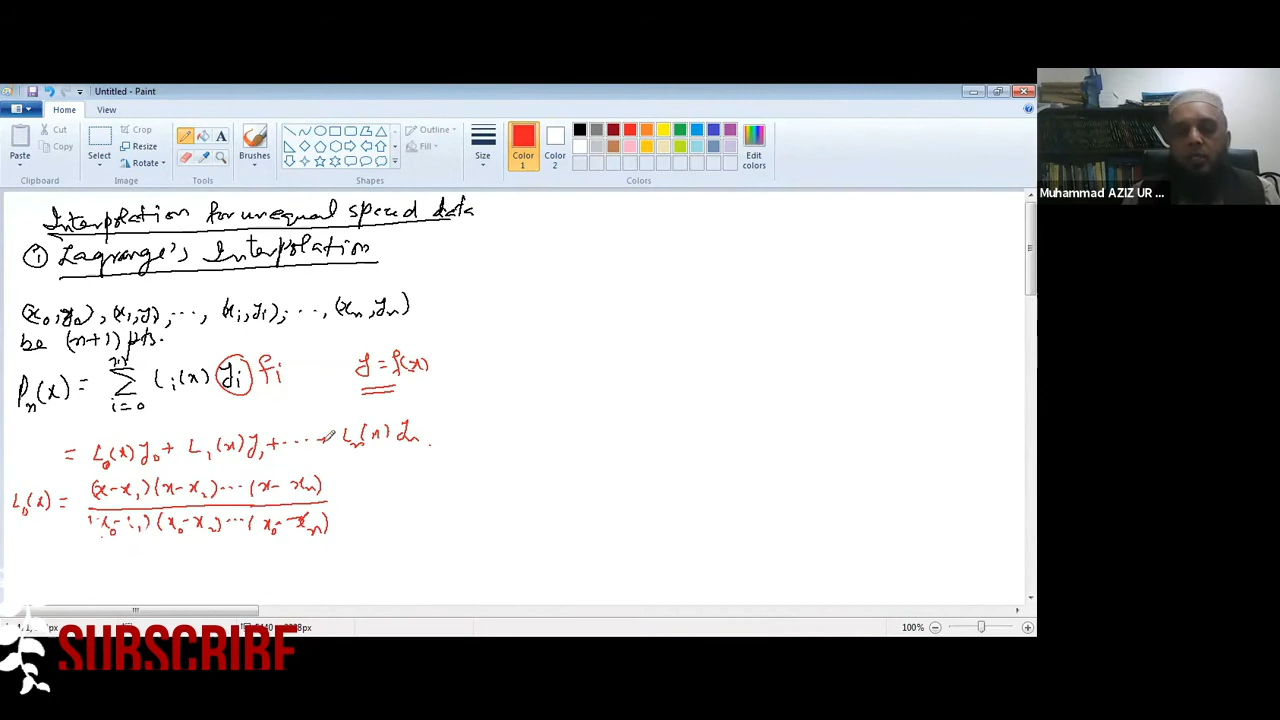 Untitled - Paint
Home View
Paste Cut Copy Select Crop Resize Rotate Brushes Outline Fill Size Color 1 Color 2 Edit colors
Clipboard Image Tools Shapes Colors
Muhammad AZIZ UR ...
Interpolation for unequal spaced data
① Lagrange's Interpolation
(x₀, y₀), (x₁, y₁), ..., (xᵢ, yᵢ), ..., (xₙ, yₙ)
be (n+1) pts.
Pₙ(x) = Σ i=0 lᵢ(x) yᵢ fᵢ y = f(x)
= L₀(x) y₀ + L₁(x) y₁ + ... + Lₙ(x) yₙ.
L₀(x) = (x-x₁)(x-x₂)...(x-xₙ)
(x₀-x₁)(x₀-x₂)...(x₀-xₙ)
100%
SUBSCRIBE